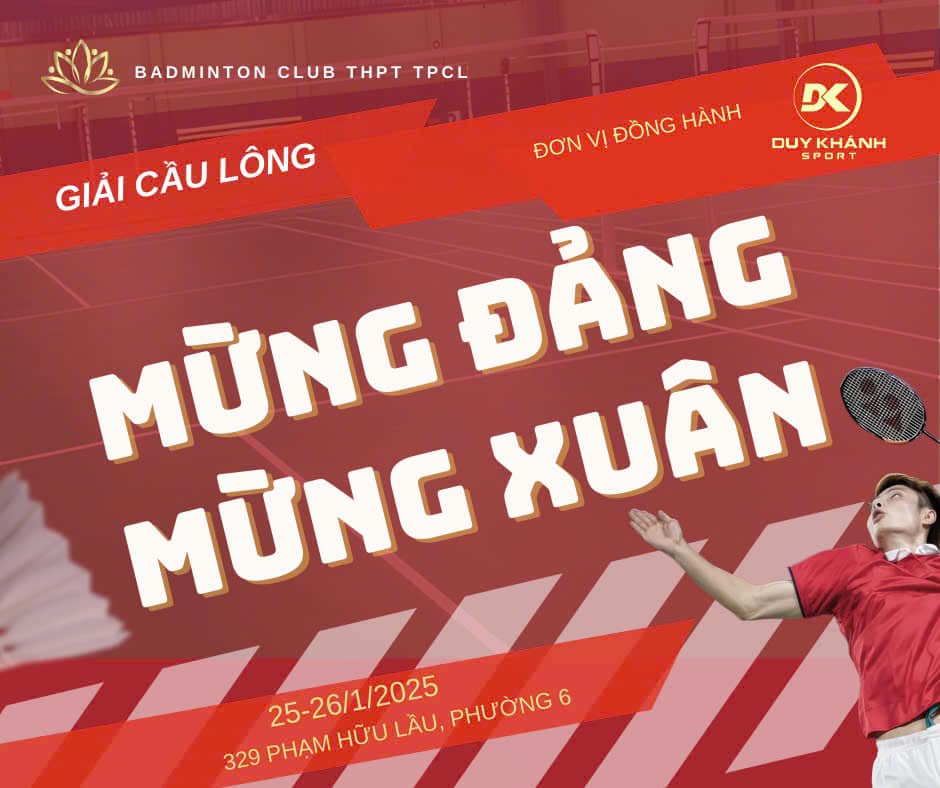 BADMINTON CLUB THPT TPCL
GIẢI CẦU LÔNG
ĐƠN VỊ ĐỒNG HÀNH
DK
DUY KHÁNH
SPORT
MỪNG ĐẢNG
MỪNG XUÂN
25-26/1/2025
329 PHẠM HỮU LẦU, PHƯỜNG 6